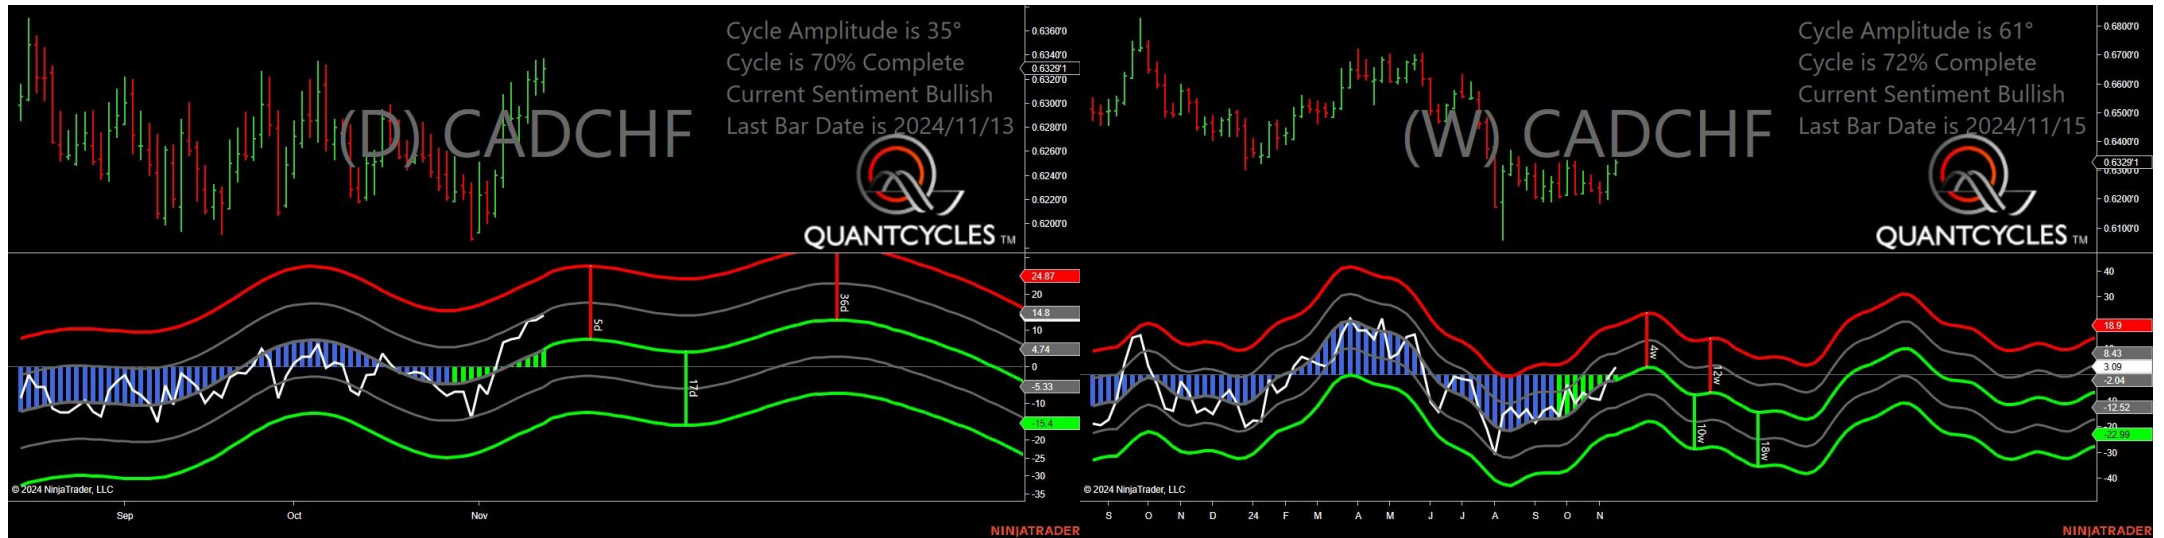 Cycle Amplitude is 35°
Cycle is 70% Complete
Current Sentiment Bullish
Last Bar Date is 2024/11/13
(D) CADCHF
QUANTCYCLES TM
0.6360'0
0.6340'0
0.6329'1
0.6320'0
0.6300'0
0.6280'0
0.6260'0
0.6240'0
0.6220'0
0.6200'0
5d
17d
36d
24.87
20
14.8
10
4.74
0
-5.33
-10
-15.4
-20
-25
-30
-35
© 2024 NinjaTrader, LLC
Sep Oct Nov
NINJATRADER
Cycle Amplitude is 61°
Cycle is 72% Complete
Current Sentiment Bullish
Last Bar Date is 2024/11/15
(W) CADCHF
QUANTCYCLES TM
0.6800'0
0.6700'0
0.6600'0
0.6500'0
0.6400'0
0.6329'1
0.6300'0
0.6200'0
0.6100'0
4w
12w
10w
18w
40
30
18.9
8.43
3.09
-2.04
-12.52
-22.99
-30
-40
© 2024 NinjaTrader, LLC
S O N D 24 F M A M J J A S O N
NINJATRADER